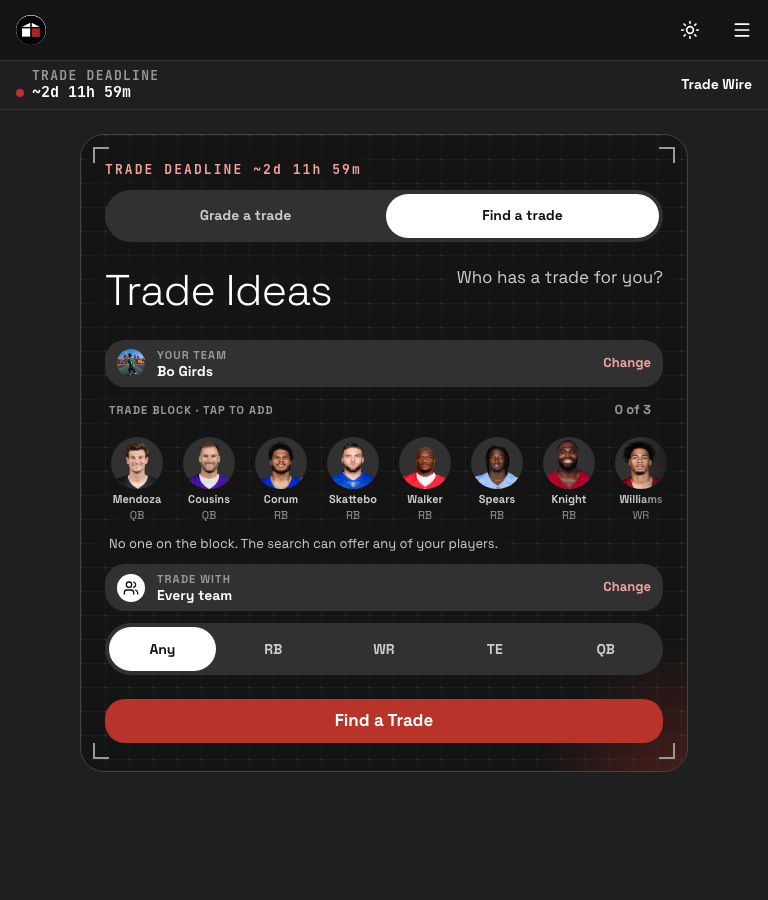 TRADE DEADLINE
~2d 11h 59m
Trade Wire
TRADE DEADLINE ~2d 11h 59m
Grade a trade
Find a trade
Trade Ideas
Who has a trade for you?
YOUR TEAM
Bo Girds
Change
TRADE BLOCK · TAP TO ADD
0 of 3
Mendoza
QB
Cousins
QB
Corum
RB
Skattebo
RB
Walker
RB
Spears
RB
Knight
RB
Williams
WR
No one on the block. The search can offer any of your players.
TRADE WITH
Every team
Change
Any
RB
WR
TE
QB
Find a Trade